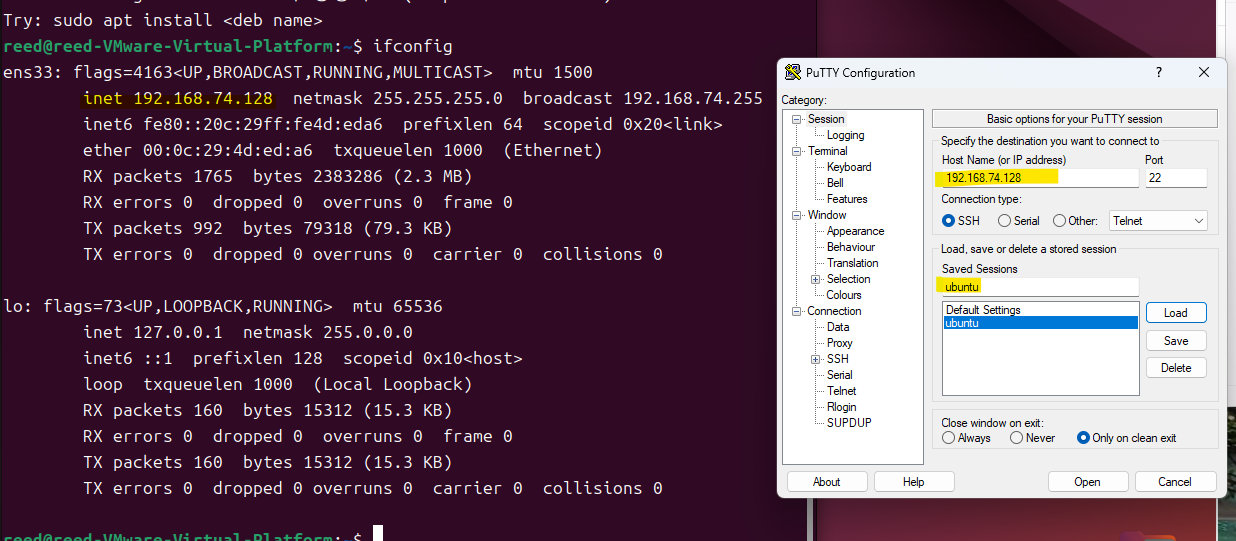 Try: sudo apt install <deb name>
reed@reed-VMware-Virtual-Platform:~$ ifconfig
ens33: flags=4163<UP,BROADCAST,RUNNING,MULTICAST>  mtu 1500
        inet 192.168.74.128  netmask 255.255.255.0  broadcast 192.168.74.255
        inet6 fe80::20c:29ff:fe4d:eda6  prefixlen 64  scopeid 0x20<link>
        ether 00:0c:29:4d:ed:a6  txqueuelen 1000  (Ethernet)
        RX packets 1765  bytes 2383286 (2.3 MB)
        RX errors 0  dropped 0  overruns 0  frame 0
        TX packets 992  bytes 79318 (79.3 KB)
        TX errors 0  dropped 0 overruns 0  carrier 0  collisions 0
lo: flags=73<UP,LOOPBACK,RUNNING>  mtu 65536
        inet 127.0.0.1  netmask 255.0.0.0
        inet6 ::1  prefixlen 128  scopeid 0x10<host>
        loop  txqueuelen 1000  (Local Loopback)
        RX packets 160  bytes 15312 (15.3 KB)
        RX errors 0  dropped 0  overruns 0  frame 0
        TX packets 160  bytes 15312 (15.3 KB)
        TX errors 0  dropped 0 overruns 0  carrier 0  collisions 0
reed@reed-VMware-Virtual-Platform:~$
PuTTY Configuration
?
Category:
Session
Logging
Terminal
Keyboard
Bell
Features
Window
Appearance
Behaviour
Translation
Selection
Colours
Connection
Data
Proxy
SSH
Serial
Telnet
Rlogin
SUPDUP
Basic options for your PuTTY session
Specify the destination you want to connect to
Host Name (or IP address) Port
192.168.74.128 22
Connection type:
SSH Serial Other: Telnet
Load, save or delete a stored session
Saved Sessions
ubuntu
Default Settings
ubuntu
Load
Save
Delete
Close window on exit:
Always Never Only on clean exit
About Help Open Cancel